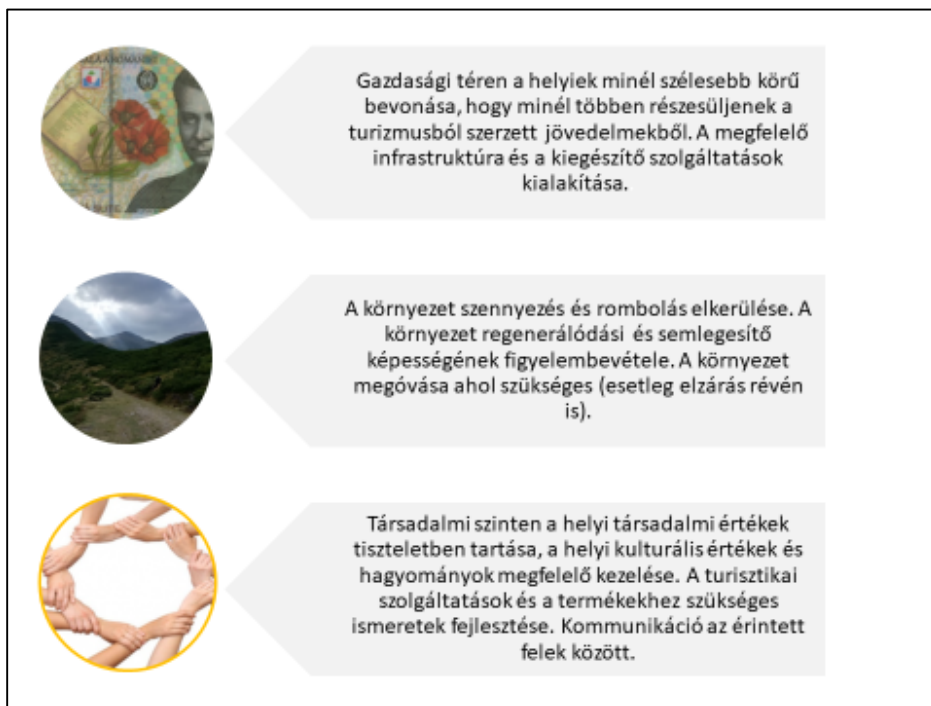 Gazdasági téren a helyiek minél szélesebb körű
bevonása, hogy minél többen részesüljenek a
turizmusból szerzett jövedelmekből. A megfelelő
infrastruktúra és a kiegészítő szolgáltatások
kialakítása.
A környezet szennyezés és rombolás elkerülése. A
környezet regenerálódási és semlegesítő
képességének figyelembevétele. A környezet
megóvása ahol szükséges (esetleg elzárás révén
is).
Társadalmi szinten a helyi társadalmi értékek
tiszteletben tartása, a helyi kulturális értékek és
hagyományok megfelelő kezelése. A turisztikai
szolgáltatások és a termékekhez szükséges
ismeretek fejlesztése. Kommunikáció az érintett
felek között.